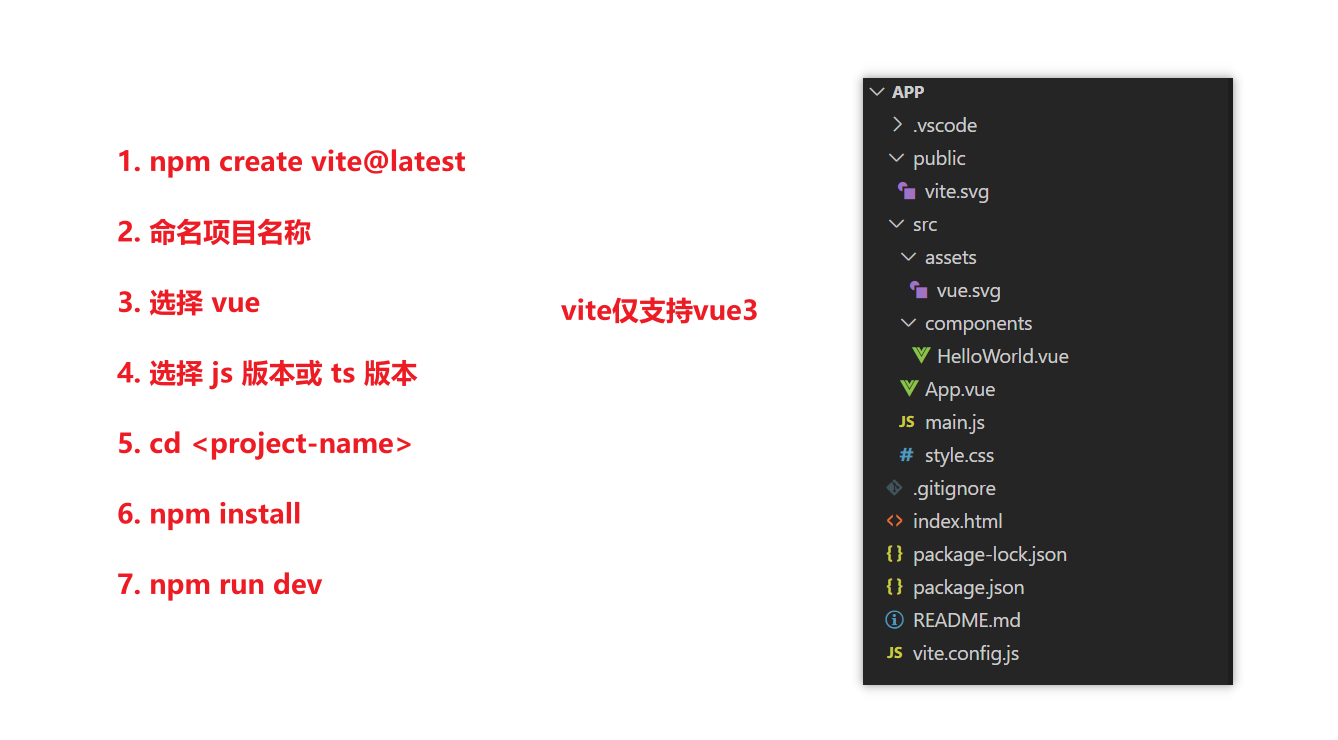 1. npm create vite@latest
2. 命名项目名称
3. 选择 vue
4. 选择 js 版本或 ts 版本
5. cd <project-name>
6. npm install
7. npm run dev
vite仅支持vue3
APP
.vscode
public
vite.svg
src
assets
vue.svg
components
HelloWorld.vue
App.vue
JS main.js
# style.css
.gitignore
<> index.html
{} package-lock.json
{} package.json
README.md
JS vite.config.js